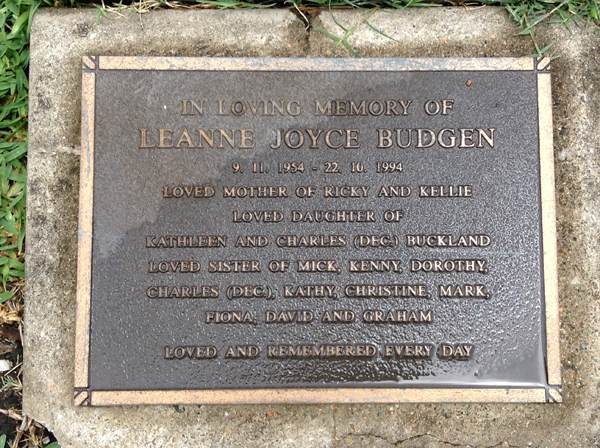 IN LOVING MEMORY OF
LEANNE JOYCE BUDGEN
9. 11. 1954 - 22. 10. 1994
LOVED MOTHER OF RICKY AND KELLIE
LOVED DAUGHTER OF
KATHLEEN AND CHARLES (DEC.) BUCKLAND
LOVED SISTER OF MICK, KENNY, DOROTHY,
CHARLES (DEC.), KATHY, CHRISTINE, MARK,
FIONA, DAVID AND GRAHAM
LOVED AND REMEMBERED EVERY DAY